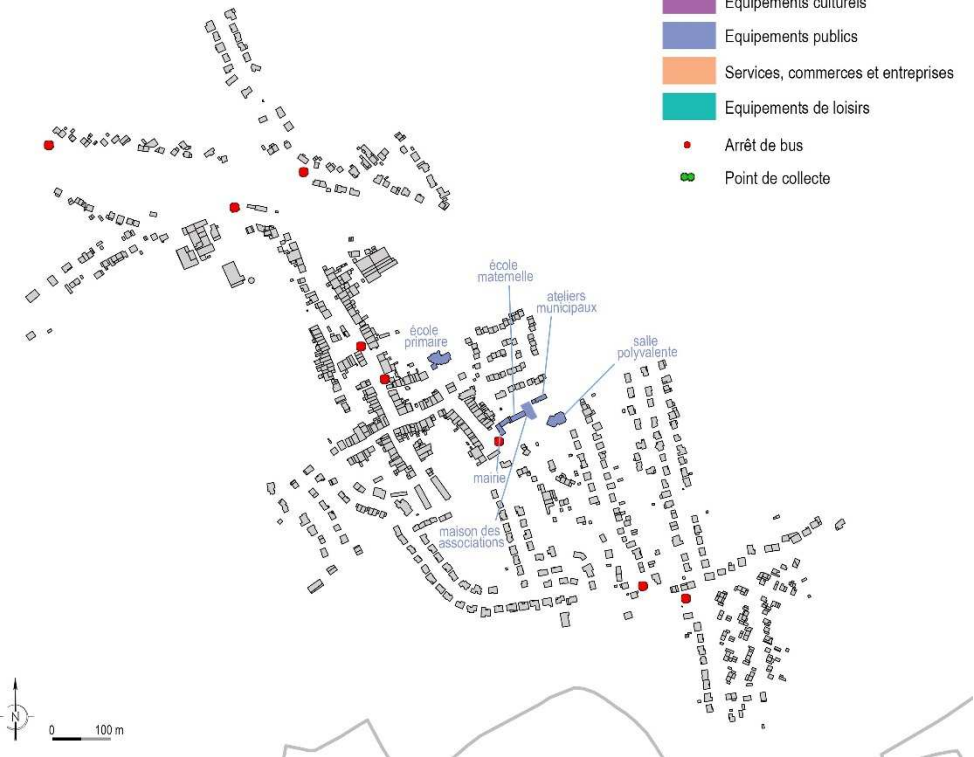 Equipements culturels
Equipements publics
Services, commerces et entreprises
Equipements de loisirs
Arrêt de bus
Point de collecte
école
maternelle
ateliers
municipaux
école
primaire
salle
polyvalente
mairie
maison des
associations
N
0 100 m